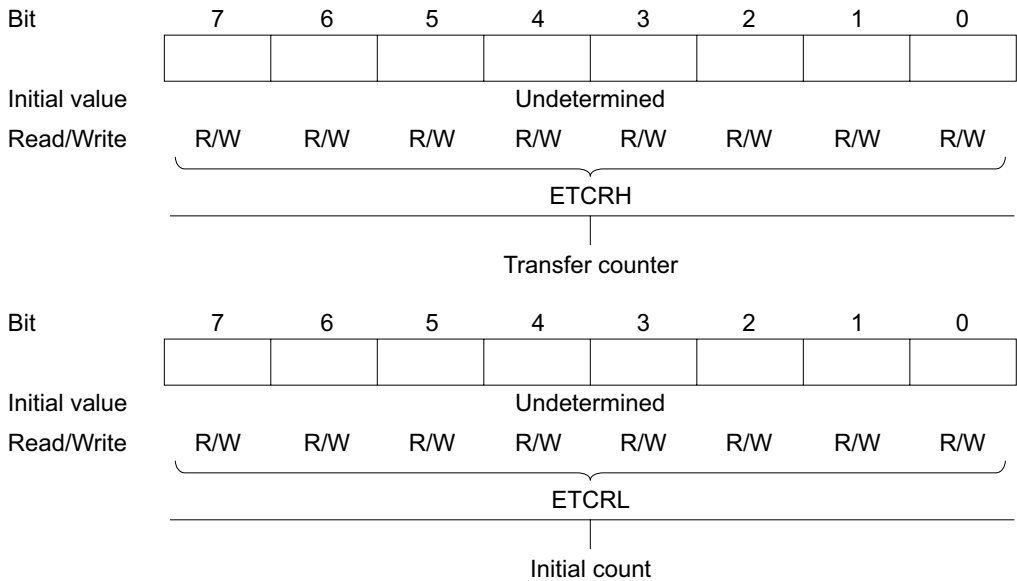 Bit 7 6 5 4 3 2 1 0
Initial value Undetermined
Read/Write R/W R/W R/W R/W R/W R/W R/W R/W
ETCRH
Transfer counter
Bit 7 6 5 4 3 2 1 0
Initial value Undetermined
Read/Write R/W R/W R/W R/W R/W R/W R/W R/W
ETCRL
Initial count